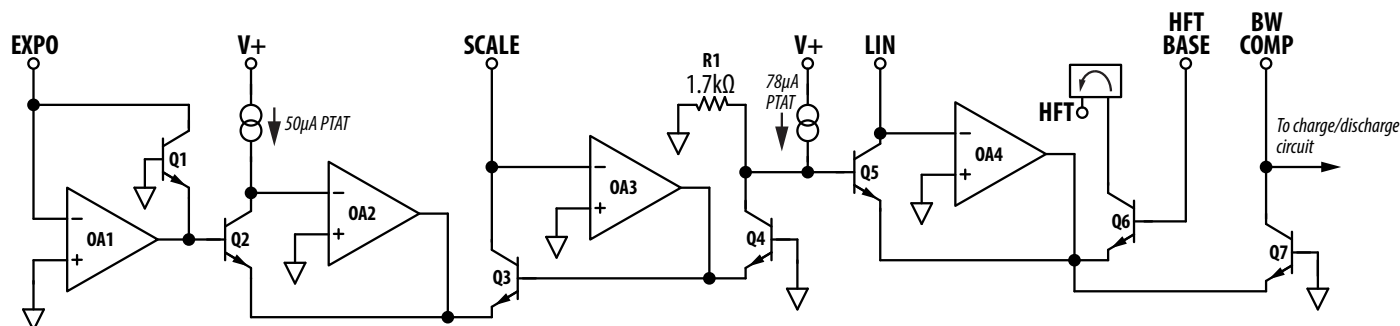 EXPO
V+
50µA PTAT
Q1
OA1
−
+
Q2
OA2
−
+
SCALE
Q3
OA3
−
+
R1
1.7kΩ
Q4
V+
78µA
PTAT
LIN
Q5
OA4
−
+
HFT
HFT
BASE
Q6
BW
COMP
To charge/discharge
circuit
Q7